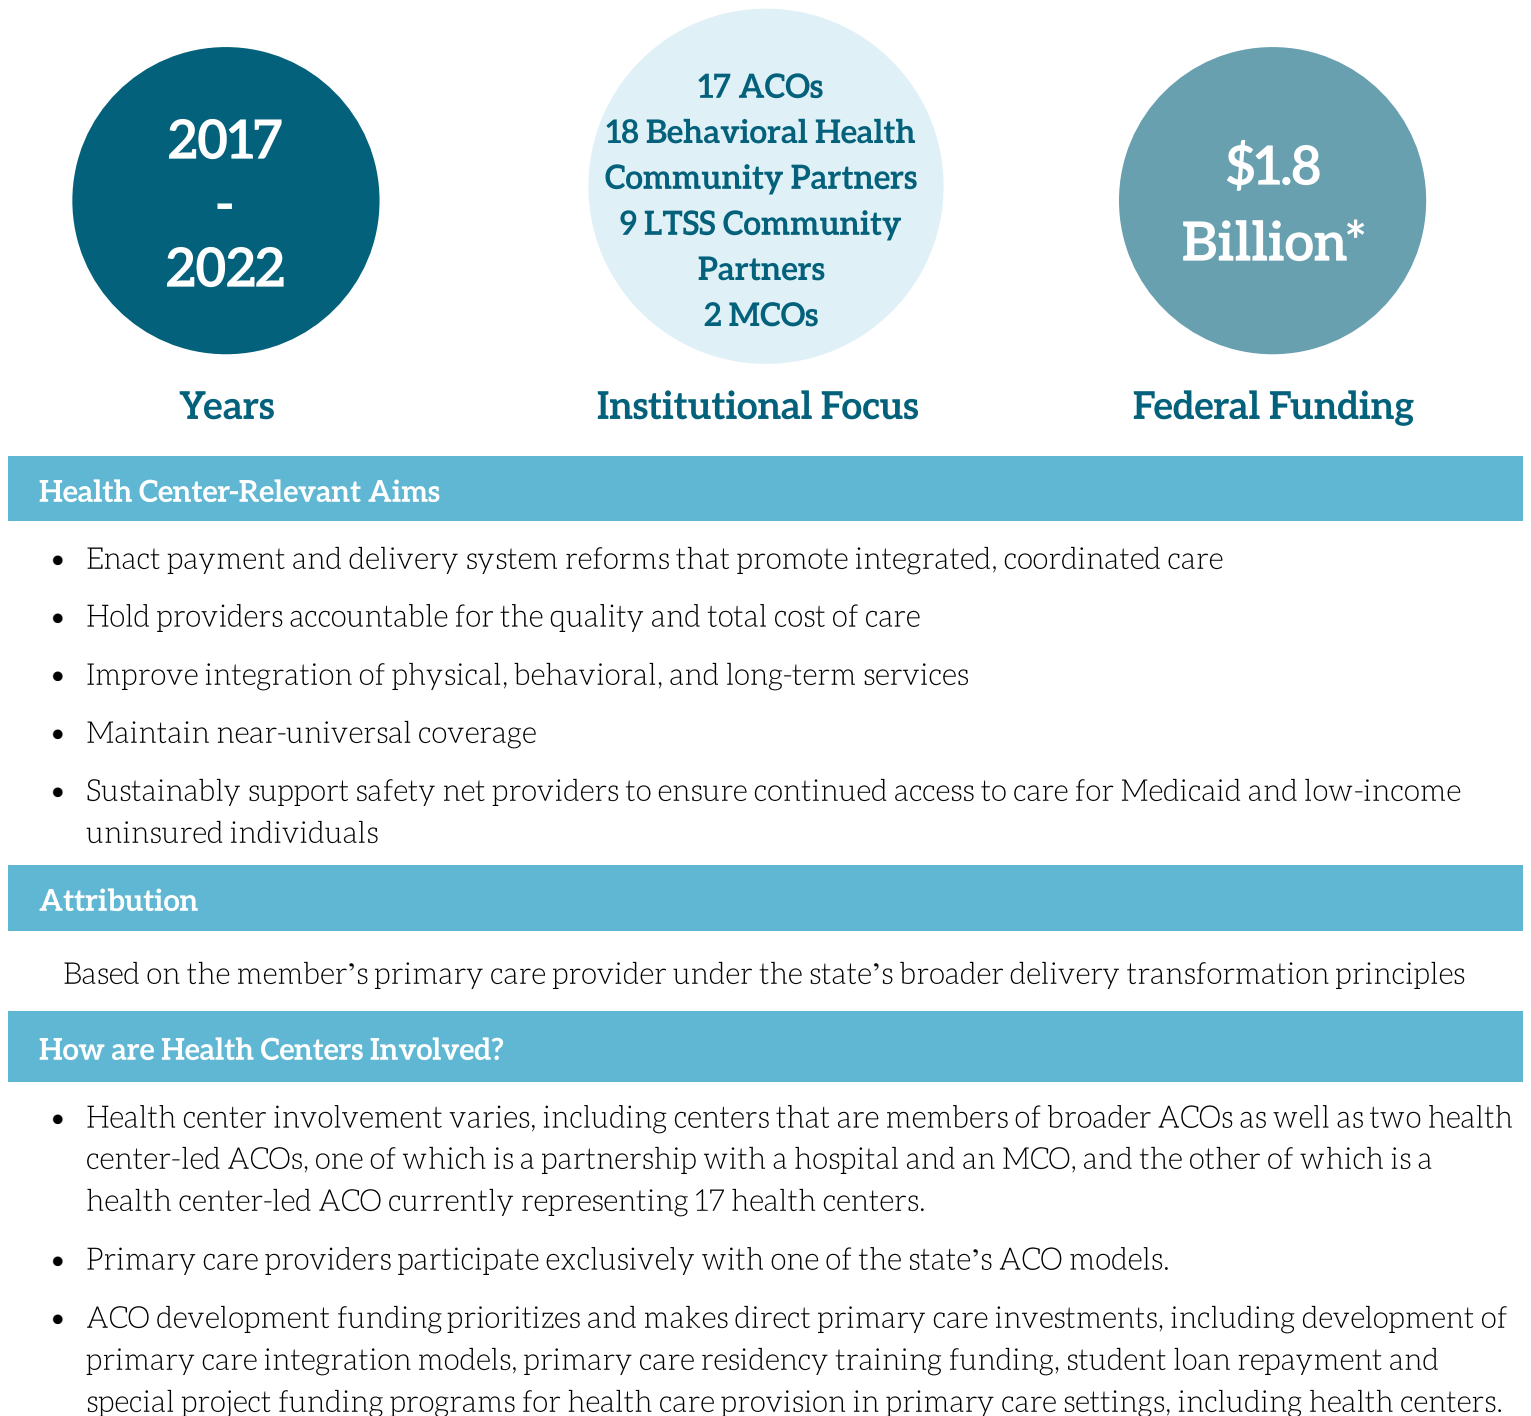 2017
-
2022
Years
17 ACOs
18 Behavioral Health
Community Partners
9 LTSS Community
Partners
2 MCOs
Institutional Focus
$1.8
Billion*
Federal Funding
Health Center-Relevant Aims
• Enact payment and delivery system reforms that promote integrated, coordinated care
• Hold providers accountable for the quality and total cost of care
• Improve integration of physical, behavioral, and long-term services
• Maintain near-universal coverage
• Sustainably support safety net providers to ensure continued access to care for Medicaid and low-income
uninsured individuals
Attribution
Based on the member’s primary care provider under the state’s broader delivery transformation principles
How are Health Centers Involved?
• Health center involvement varies, including centers that are members of broader ACOs as well as two health
center-led ACOs, one of which is a partnership with a hospital and an MCO, and the other of which is a
health center-led ACO currently representing 17 health centers.
• Primary care providers participate exclusively with one of the state’s ACO models.
• ACO development funding prioritizes and makes direct primary care investments, including development of
primary care integration models, primary care residency training funding, student loan repayment and
special project funding programs for health care provision in primary care settings, including health centers.